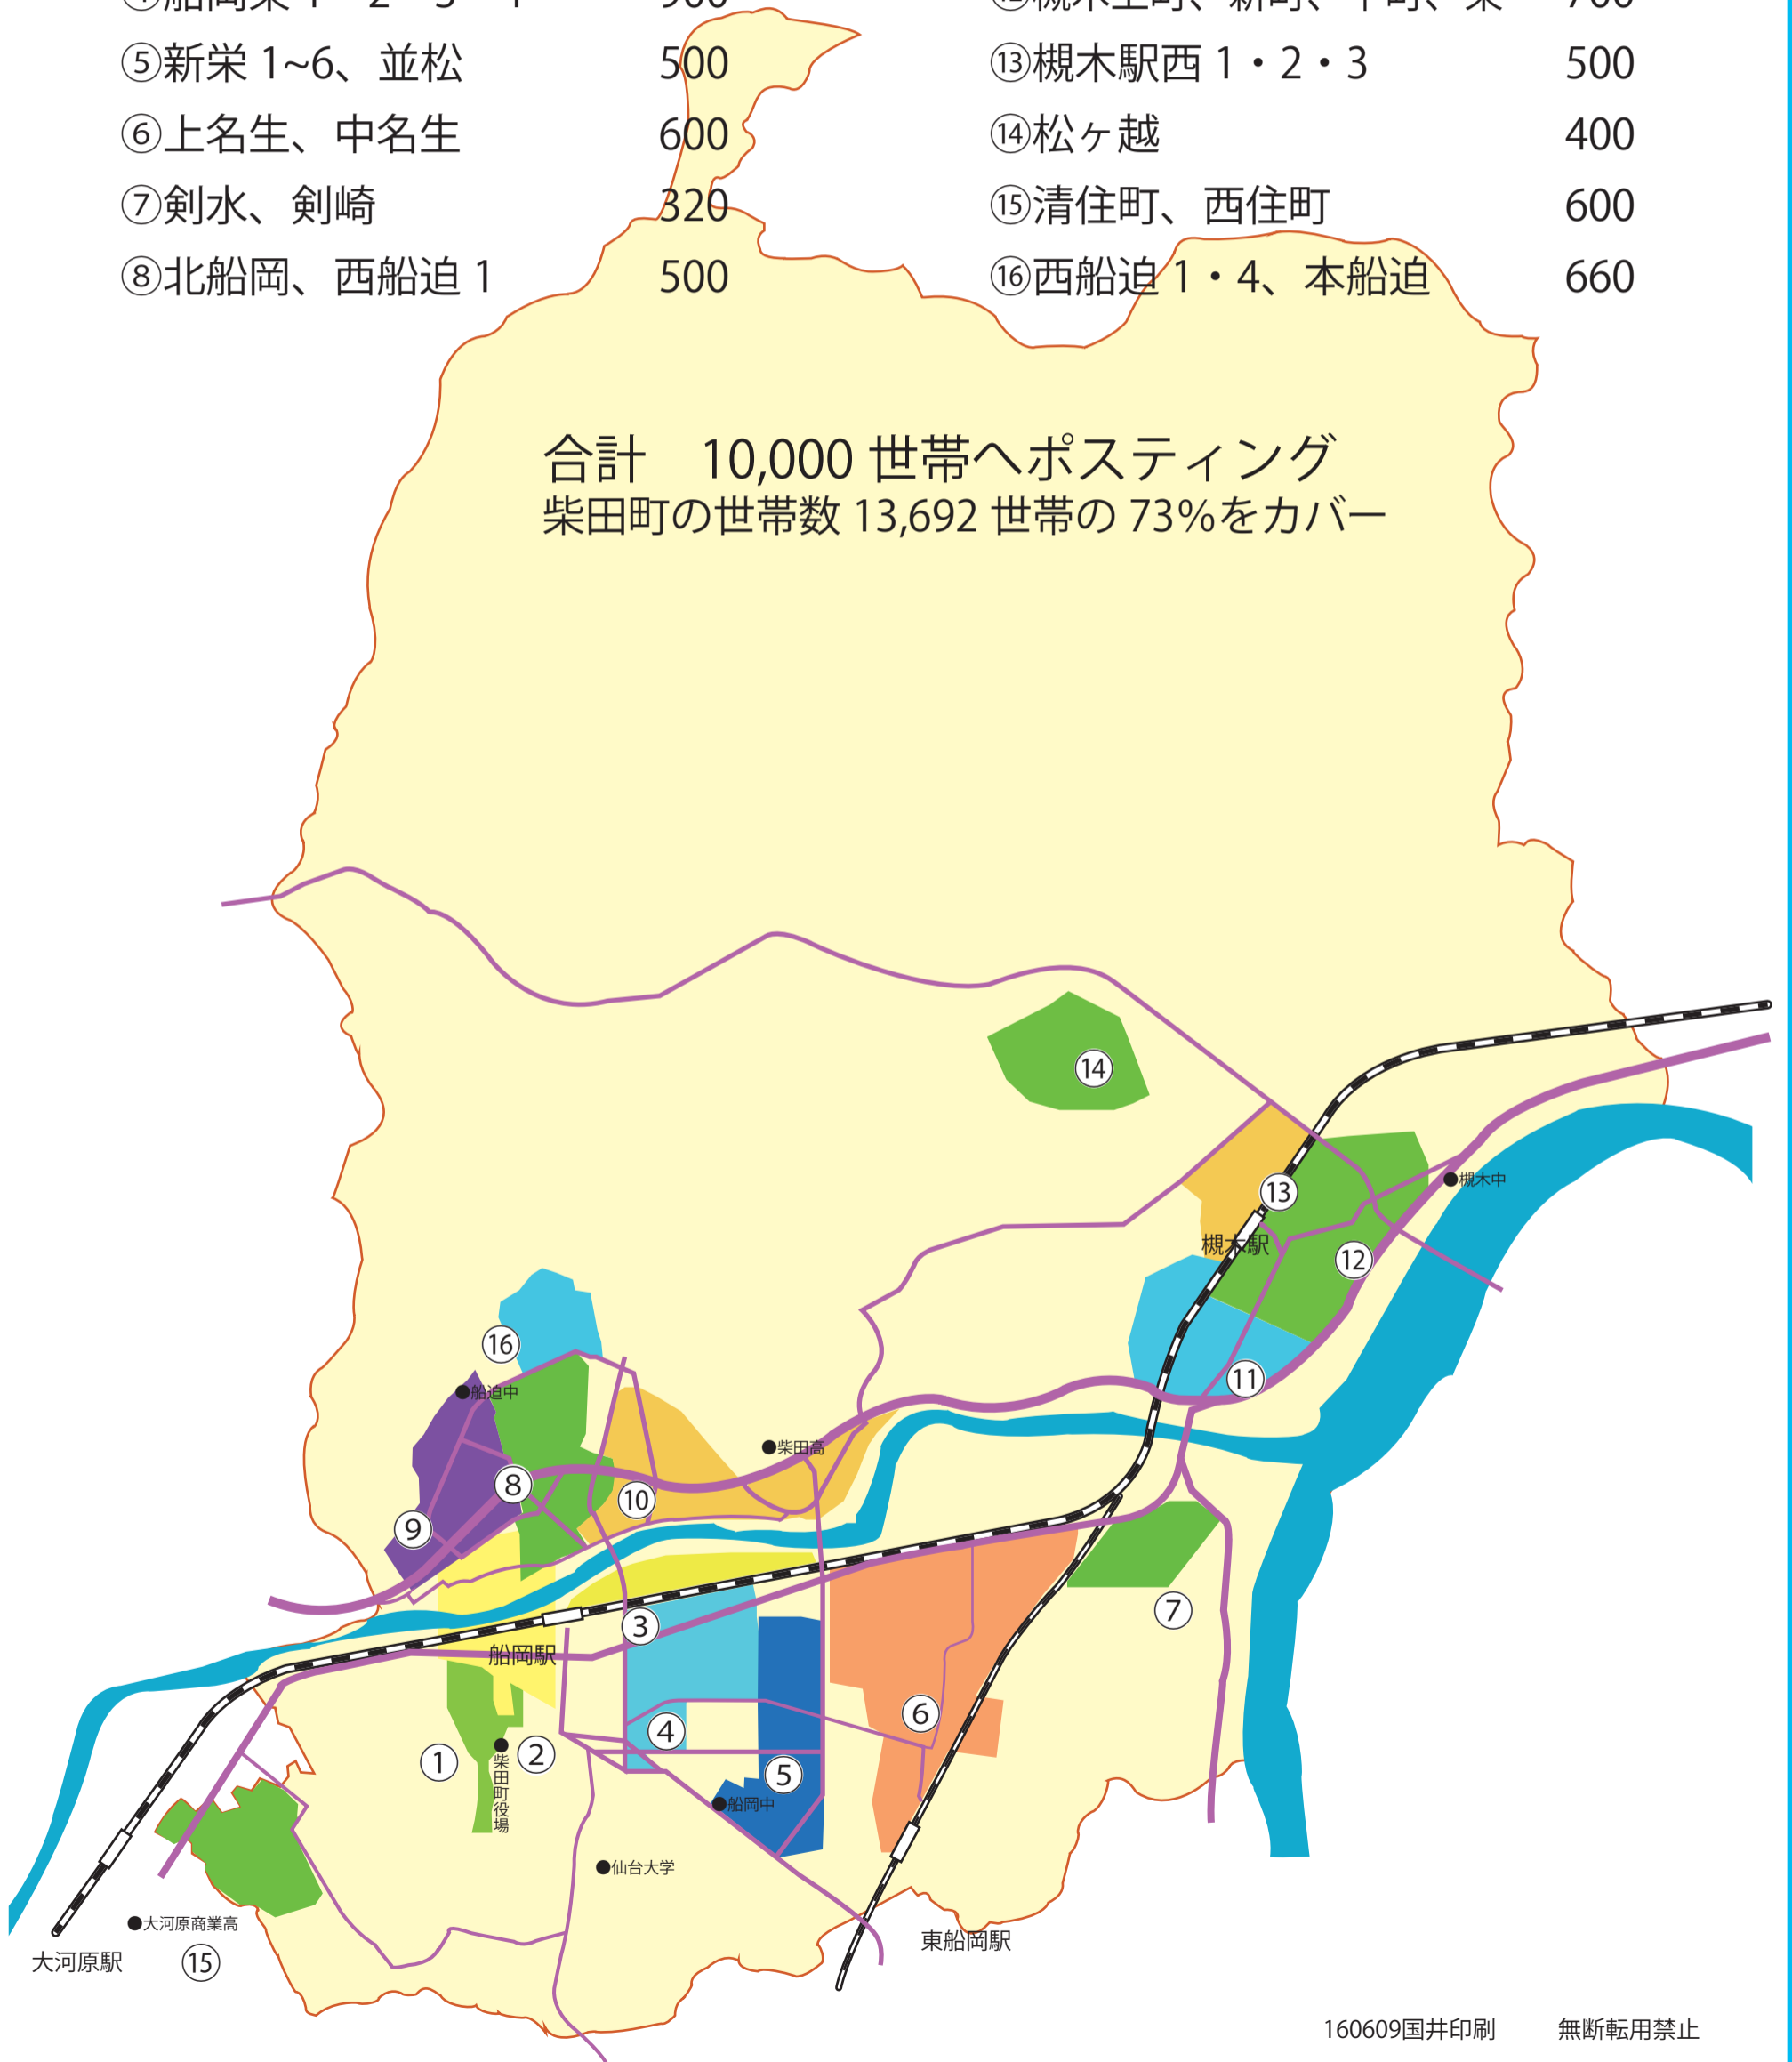 ⑤新栄 1~6、並松 500
⑥上名生、中名生 600
⑦剣水、剣崎 320
⑧北船岡、西船迫 1 500
⑬槻木駅西 1・2・3 500
⑭松ヶ越 400
⑮清住町、西住町 600
⑯西船迫 1・4、本船迫 660
合計 10,000 世帯へポスティング
柴田町の世帯数 13,692 世帯の 73%をカバー
⑭
⑬
槻木中
槻木駅
⑫
⑯
⑪
船迫中
柴田高
⑧
⑩
⑨
③
⑦
船岡駅
⑥
④
②
①
⑤
柴田町役場
船岡中
仙台大学
大河原商業高
東船岡駅
大河原駅
⑮
160609国井印刷 無断転用禁止